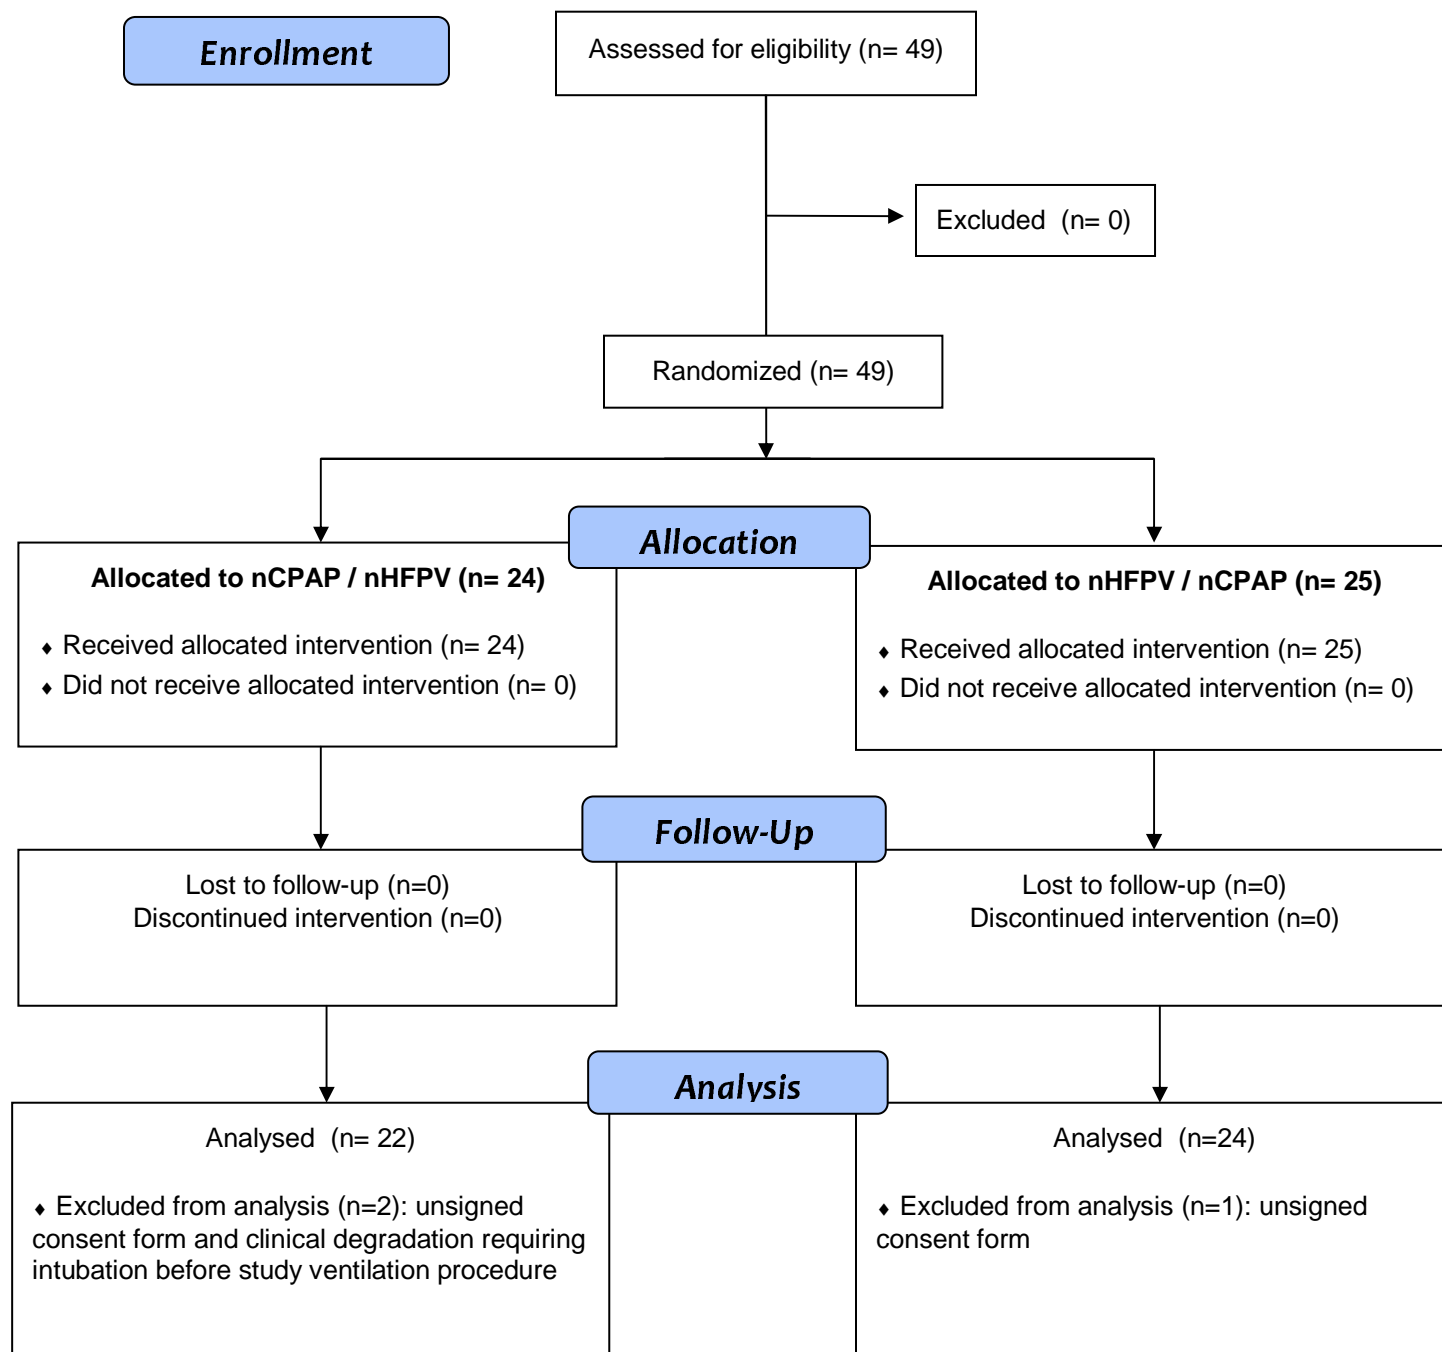 Enrollment
Assessed for eligibility (n= 49)
Excluded (n= 0)
Randomized (n= 49)
Allocation
Allocated to nCPAP / nHFPV (n= 24)
♦ Received allocated intervention (n= 24)
♦ Did not receive allocated intervention (n= 0)
Allocated to nHFPV / nCPAP (n= 25)
♦ Received allocated intervention (n= 25)
♦ Did not receive allocated intervention (n= 0)
Follow-Up
Lost to follow-up (n=0)
Discontinued intervention (n=0)
Lost to follow-up (n=0)
Discontinued intervention (n=0)
Analysis
Analysed (n= 22)
♦ Excluded from analysis (n=2): unsigned
consent form and clinical degradation requiring
intubation before study ventilation procedure
Analysed (n=24)
♦ Excluded from analysis (n=1): unsigned
consent form